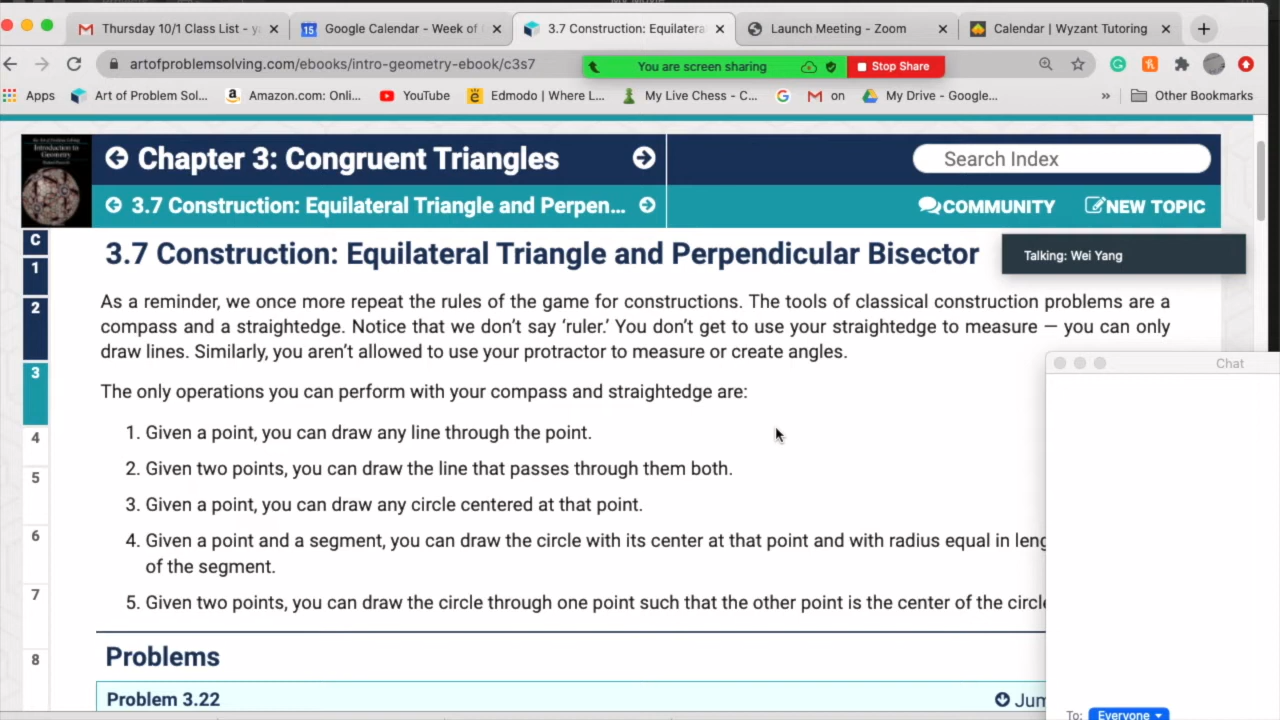 Thursday 10/1 Class List - y
Google Calendar - Week of
3.7 Construction: Equilatera
Launch Meeting - Zoom
Calendar | Wyzant Tutoring
artofproblemsolving.com/ebooks/intro-geometry-ebook/c3s7
You are screen sharing
Stop Share
Apps
Art of Problem Sol...
Amazon.com: Onli...
YouTube
Edmodo | Where L...
My Live Chess - C...
on
My Drive - Google...
»
Other Bookmarks
Introduction to
Geometry
Chapter 3: Congruent Triangles
Search Index
3.7 Construction: Equilateral Triangle and Perpen...
COMMUNITY
NEW TOPIC
C
1
2
3
4
5
6
7
8
3.7 Construction: Equilateral Triangle and Perpendicular Bisector
Talking: Wei Yang
As a reminder, we once more repeat the rules of the game for constructions. The tools of classical construction problems are a
compass and a straightedge. Notice that we don't say 'ruler.' You don't get to use your straightedge to measure — you can only
draw lines. Similarly, you aren't allowed to use your protractor to measure or create angles.
The only operations you can perform with your compass and straightedge are:
1. Given a point, you can draw any line through the point.
2. Given two points, you can draw the line that passes through them both.
3. Given a point, you can draw any circle centered at that point.
4. Given a point and a segment, you can draw the circle with its center at that point and with radius equal in leng
of the segment.
5. Given two points, you can draw the circle through one point such that the other point is the center of the circle
Chat
Problems
Problem 3.22
Jum
To: Everyone